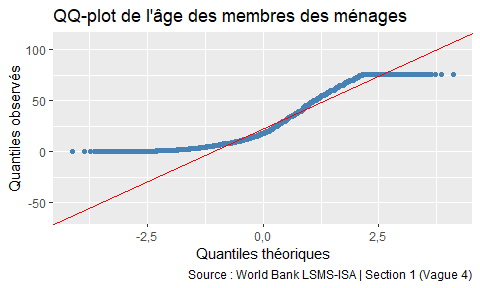 QQ-plot de l'âge des membres des ménages
100
50
0
-50
Quantiles observés
-2,5
0,0
2,5
Quantiles théoriques
Source : World Bank LSMS-ISA | Section 1 (Vague 4)